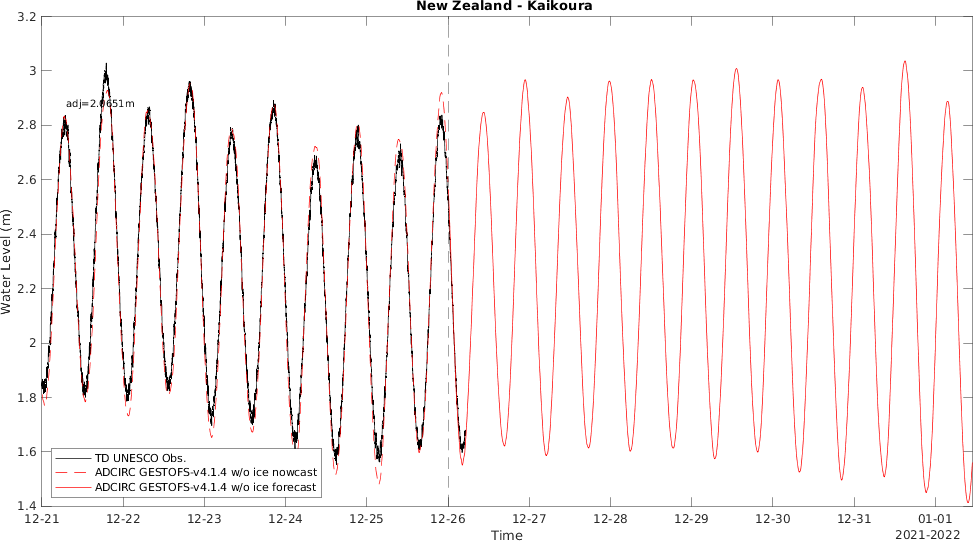 New Zealand - Kaikoura
3.2
3
2.8
2.6
2.4
2.2
2
1.8
1.6
1.4
Water Level (m)
adj=2.0651m
TD UNESCO Obs.
ADCIRC GESTOFS-v4.1.4 w/o ice nowcast
ADCIRC GESTOFS-v4.1.4 w/o ice forecast
12-21 12-22 12-23 12-24 12-25 12-26 12-27 12-28 12-29 12-30 12-31 01-01
Time
2021-2022